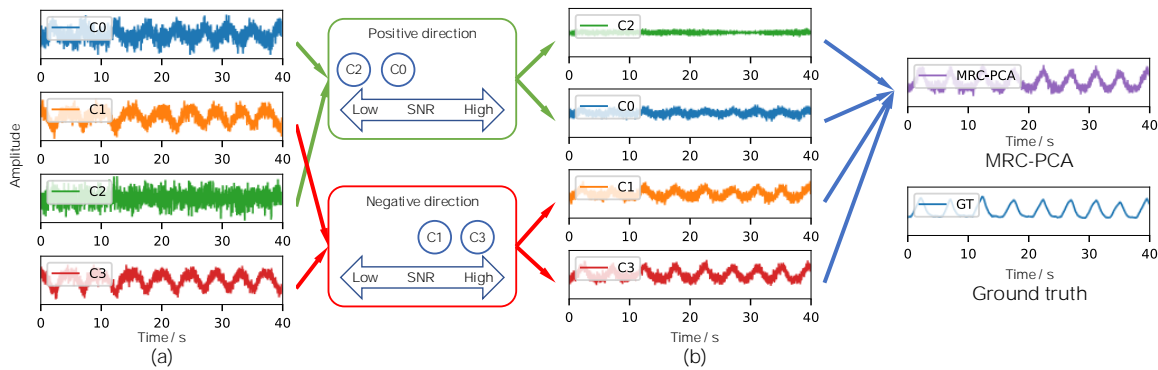 Amplitude
C0
0 10 20 30 40
C1
0 10 20 30 40
C2
0 10 20 30 40
C3
0 10 20 30 40
Time / s
(a)
Positive direction
C2 C0
Low SNR High
Negative direction
C1 C3
Low SNR High
C2
0 10 20 30 40
C0
0 10 20 30 40
C1
0 10 20 30 40
C3
0 10 20 30 40
Time / s
(b)
MRC-PCA
0 10 20 30 40
Time / s
MRC-PCA
GT
0 10 20 30 40
Time / s
Ground truth